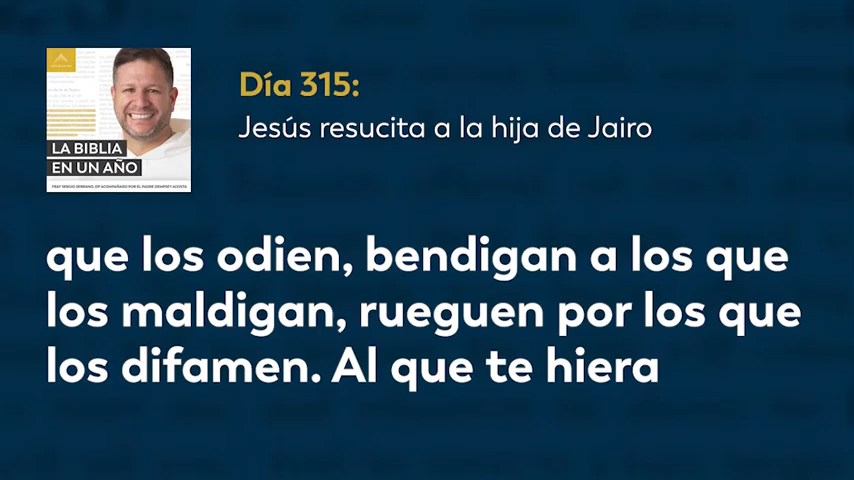 Día 315:
Jesús resucita a la hija de Jairo
LA BIBLIA
EN UN AÑO
que los odien, bendigan a los que
los maldigan, rueguen por los que
los difamen. Al que te hiera